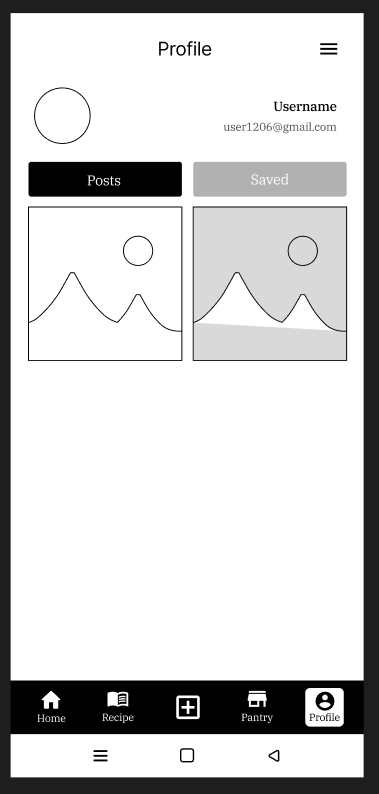 Profile
Username
user1206@gmail.com
Posts
Saved
Home
Recipe
Pantry
Profile